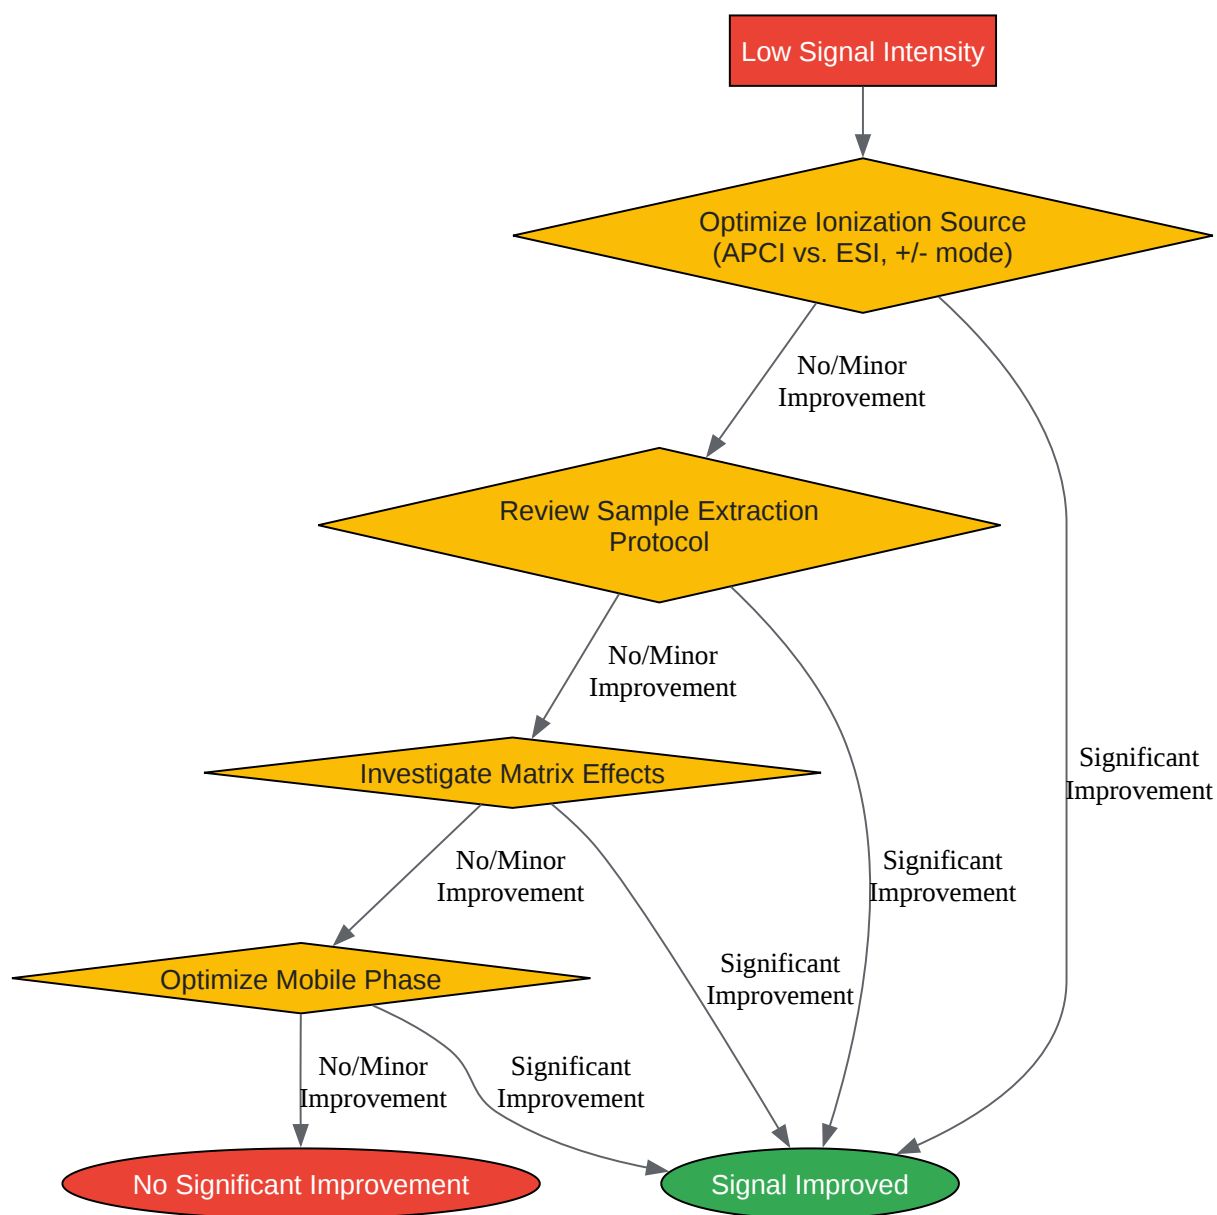 Low Signal Intensity
Optimize Ionization Source
(APCI vs. ESI, +/- mode)
No/Minor
Improvement
Review Sample Extraction
Protocol
No/Minor
Improvement
Significant
Improvement
Investigate Matrix Effects
No/Minor
Improvement
Significant
Improvement
Significant
Improvement
Optimize Mobile Phase
No/Minor
Improvement
Significant
Improvement
No Significant Improvement
Signal Improved